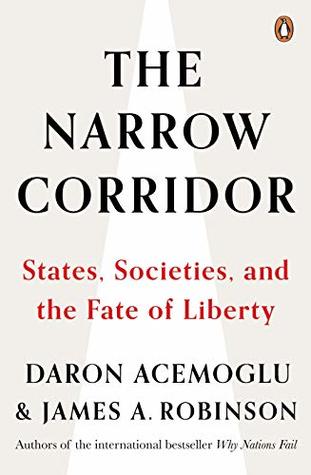 THE
NARROW
CORRIDOR
States, Societies, and
the Fate of Liberty
DARON ACEMOGLU
& JAMES A. ROBINSON
Authors of the international bestseller Why Nations Fail